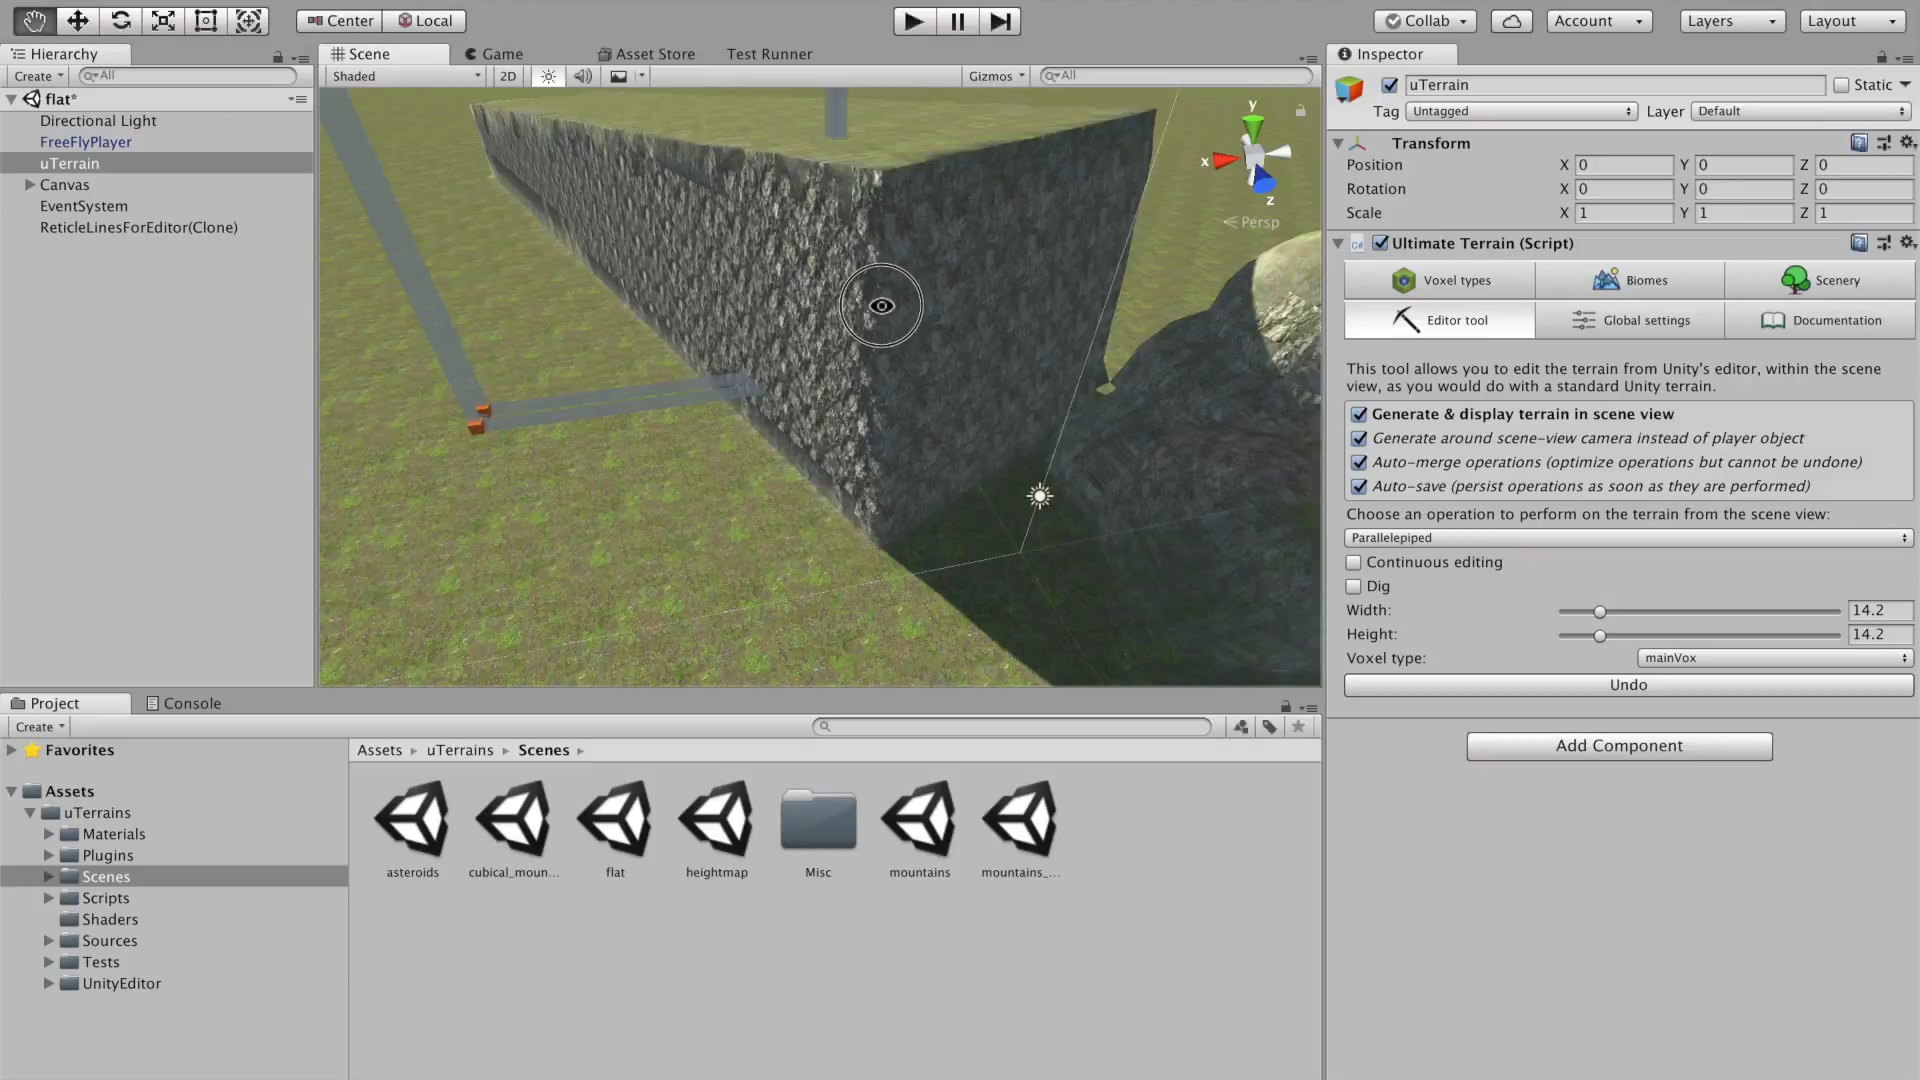 Center Local Collab Account Layers Layout
Hierarchy
Create All
flat*
Directional Light
FreeFlyPlayer
uTerrain
Canvas
EventSystem
ReticleLinesForEditor(Clone)
Scene Game Asset Store Test Runner
Shaded 2D Gizmos All
y
x
z
Persp
Inspector
uTerrain Static
Tag Untagged Layer Default
Transform
Position X 0 Y 0 Z 0
Rotation X 0 Y 0 Z 0
Scale X 1 Y 1 Z 1
C# Ultimate Terrain (Script)
Voxel types Biomes Scenery
Editor tool Global settings Documentation
This tool allows you to edit the terrain from Unity's editor, within the scene
view, as you would do with a standard Unity terrain.
Generate & display terrain in scene view
Generate around scene-view camera instead of player object
Auto-merge operations (optimize operations but cannot be undone)
Auto-save (persist operations as soon as they are performed)
Choose an operation to perform on the terrain from the scene view:
Parallelepiped
Continuous editing
Dig
Width: 14.2
Height: 14.2
Voxel type: mainVox
Undo
Add Component
Project Console
Create
Favorites
Assets
uTerrains
Materials
Plugins
Scenes
Scripts
Shaders
Sources
Tests
UnityEditor
Assets uTerrains Scenes
asteroids cubical_moun... flat heightmap Misc mountains mountains_...